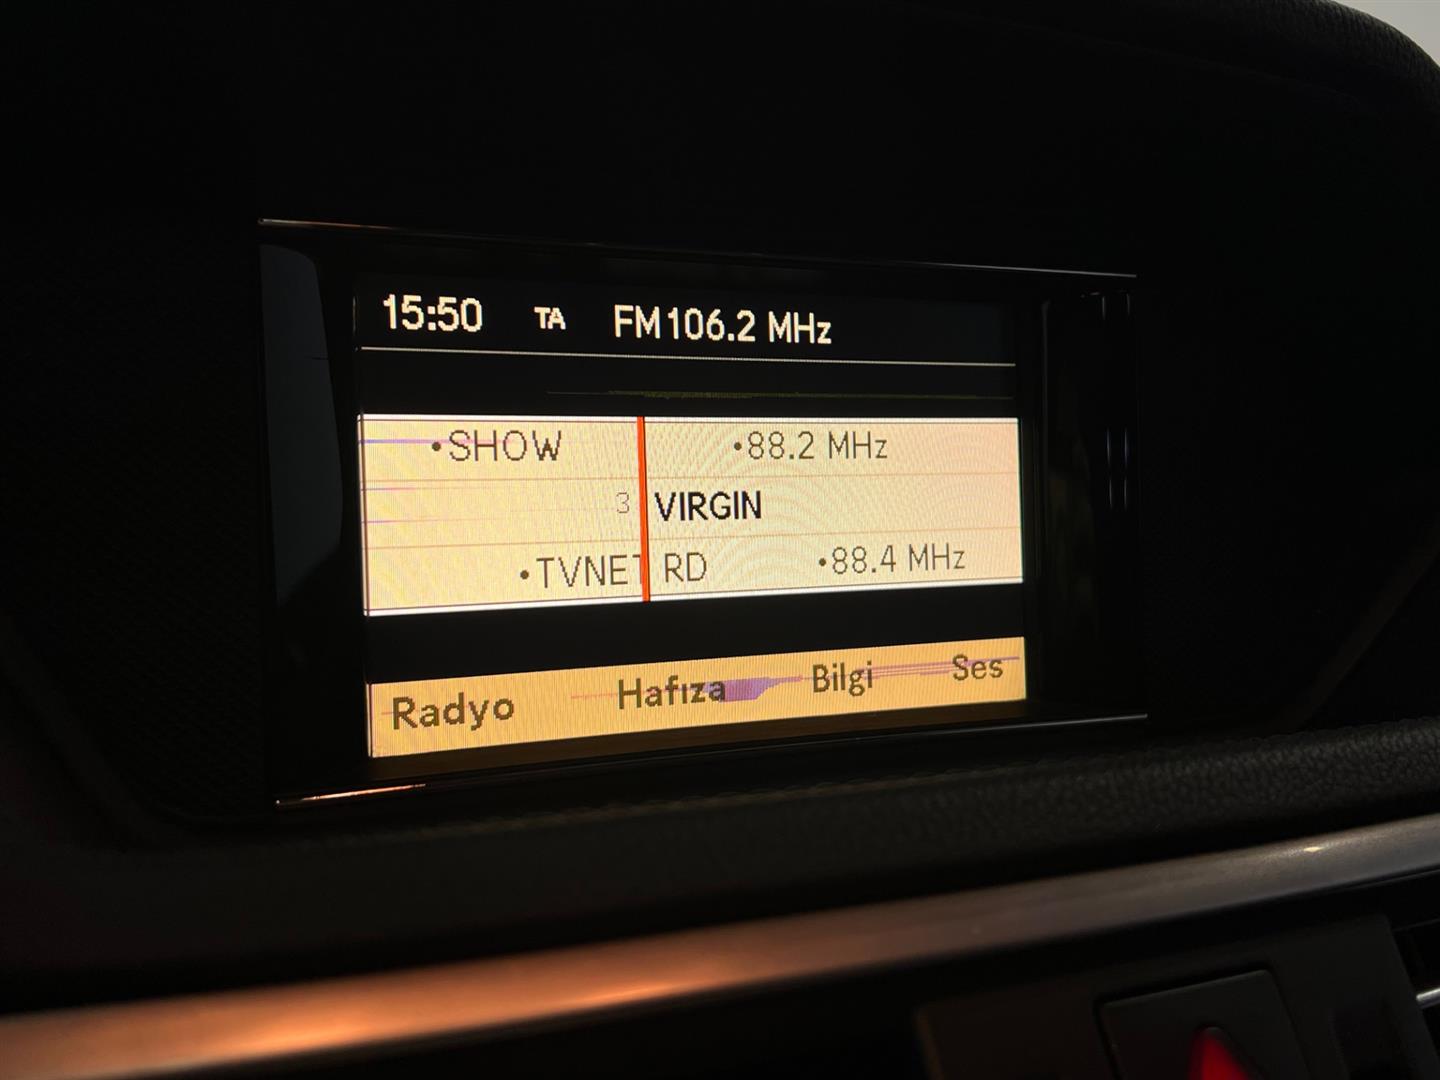 15:50 TA FM 106.2 MHz
•SHOW •88.2 MHz
3 VIRGIN
•TVNET RD •88.4 MHz
Radyo Hafıza Bilgi Ses